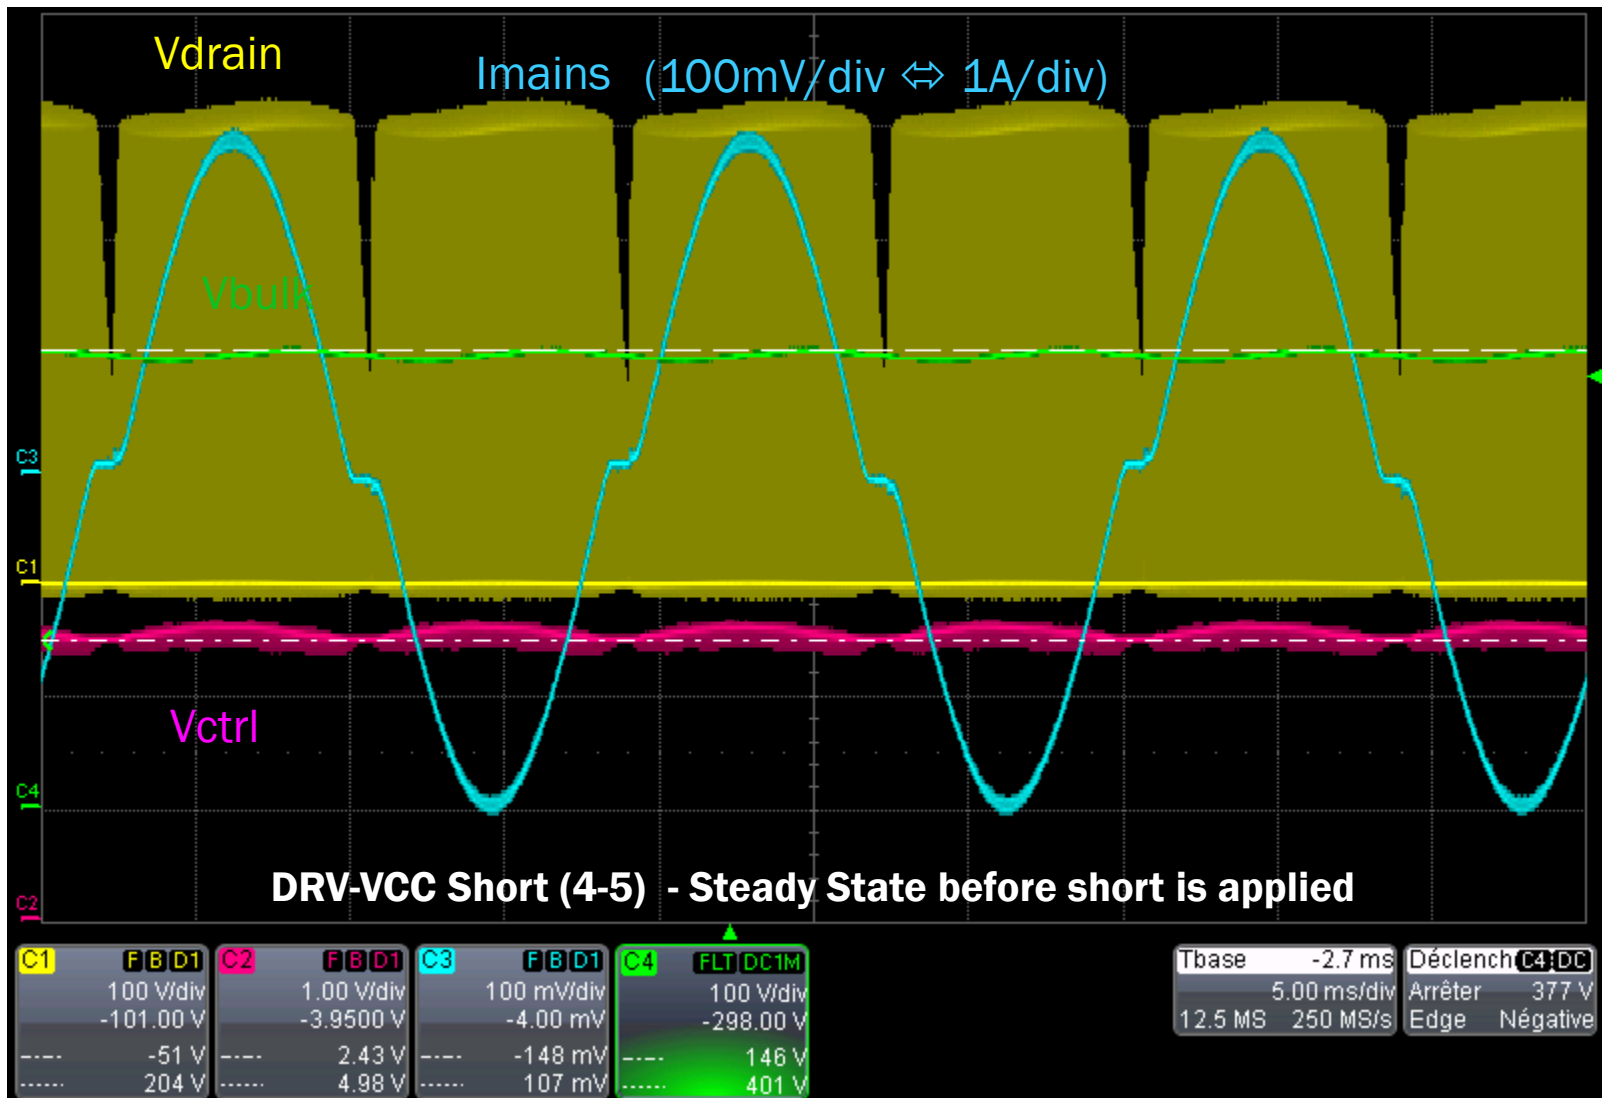 Vdrain
Imains (100mV/div ⇔ 1A/div)
Vbulk
C3
C1
Vctrl
C4
DRV-VCC Short (4-5) - Steady State before short is applied
C2
C1 F B D1
100 V/div
-101.00 V
-51 V
204 V
C2 F B D1
1.00 V/div
-3.9500 V
2.43 V
4.98 V
C3 F B D1
100 mV/div
-4.00 mV
-148 mV
107 mV
C4 FLT DC1M
100 V/div
-298.00 V
146 V
401 V
Tbase -2.7 ms
5.00 ms/div
12.5 MS 250 MS/s
Déclench C4 DC
Arrêter 377 V
Edge Négative